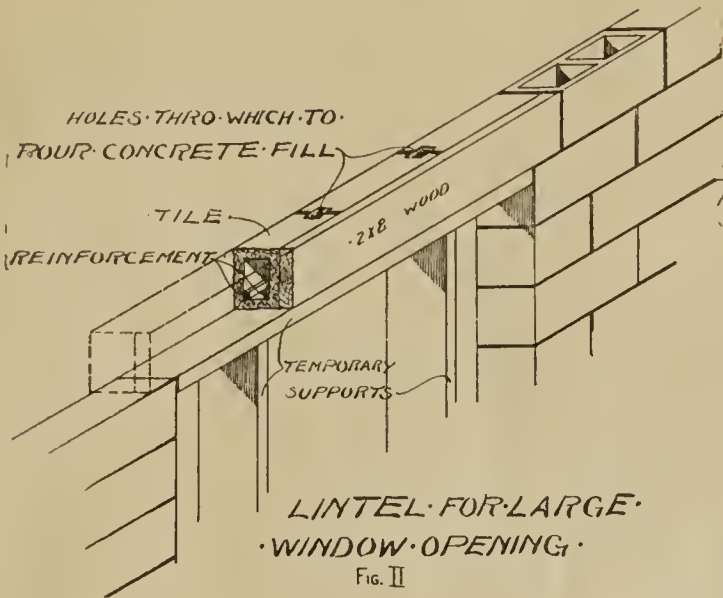 HOLES·THRO·WHICH·TO·
POUR·CONCRETE·FILL
TILE
REINFORCEMENT
·2X8 WOOD
TEMPORARY
SUPPORTS
LINTEL·FOR·LARGE·
·WINDOW·OPENING·
FIG. II